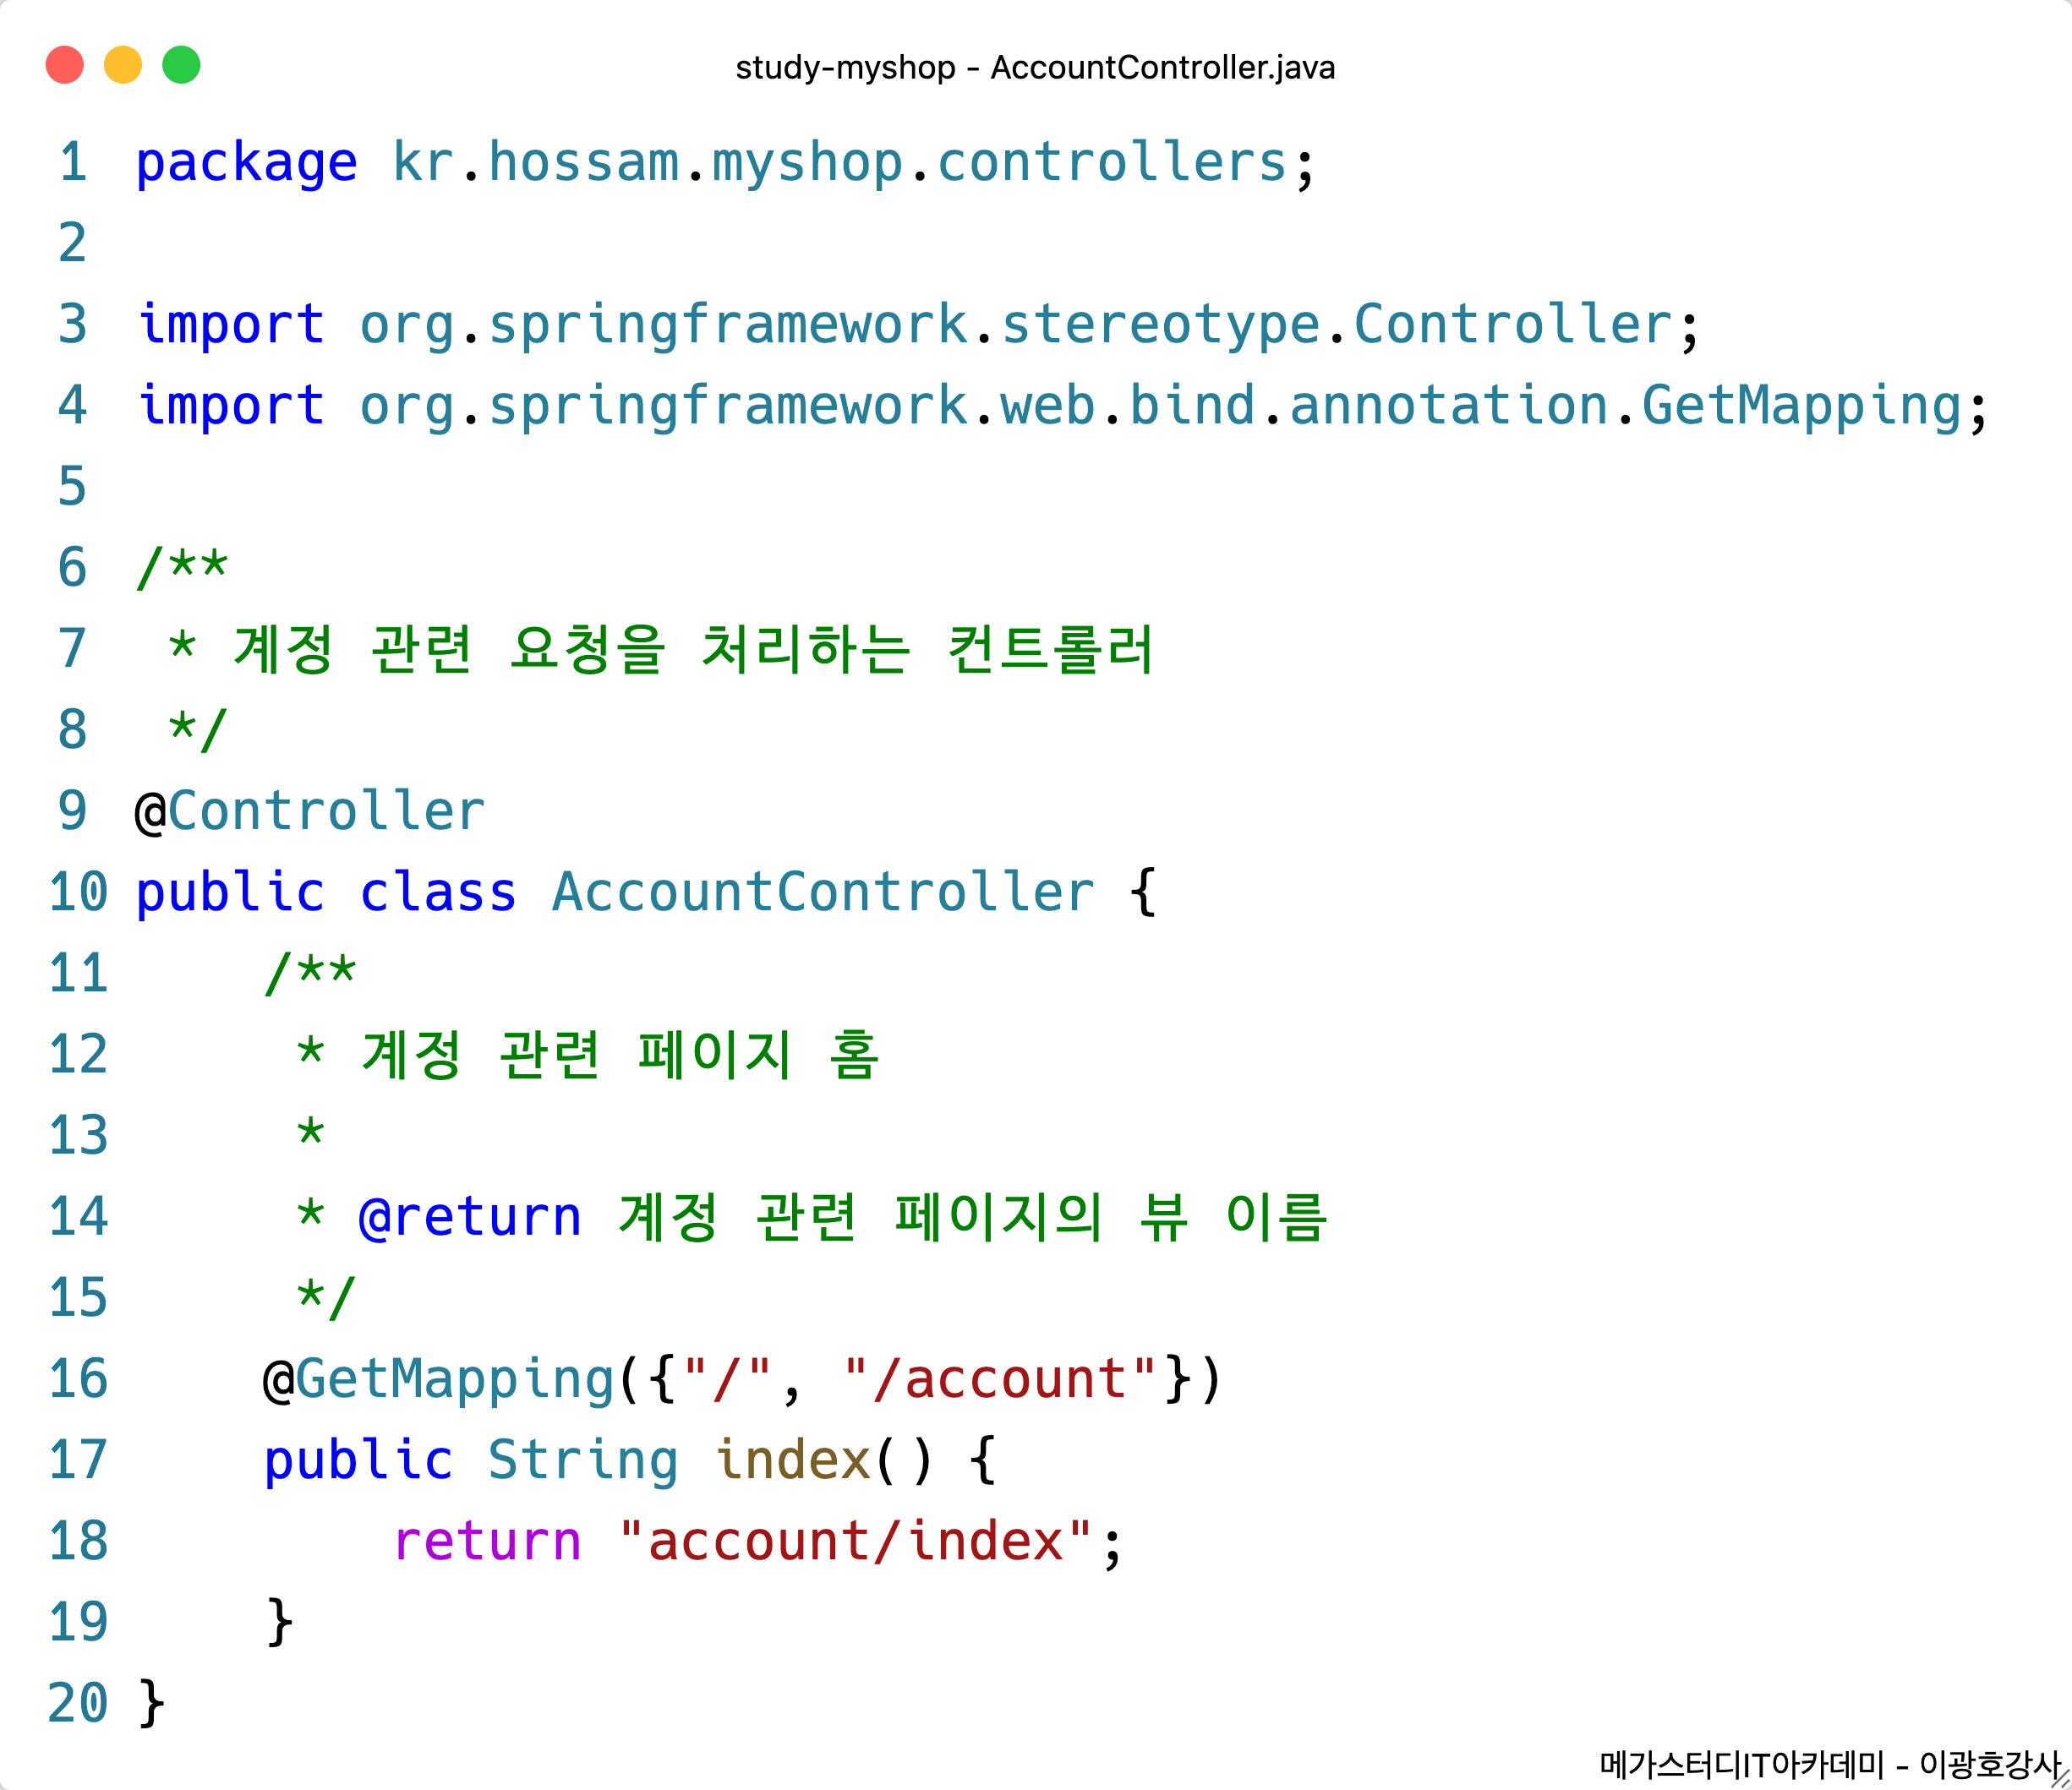 study-myshop - AccountController.java
1 package kr.hossam.myshop.controllers;
2
3 import org.springframework.stereotype.Controller;
4 import org.springframework.web.bind.annotation.GetMapping;
5
6 /**
7  * 계정 관련 요청을 처리하는 컨트롤러
8  */
9 @Controller
10 public class AccountController {
11     /**
12      * 계정 관련 페이지 홈
13      *
14      * @return 계정 관련 페이지의 뷰 이름
15      */
16     @GetMapping({"/", "/account"})
17     public String index() {
18         return "account/index";
19     }
20 }
메가스터디IT아카데미 - 이광호강사